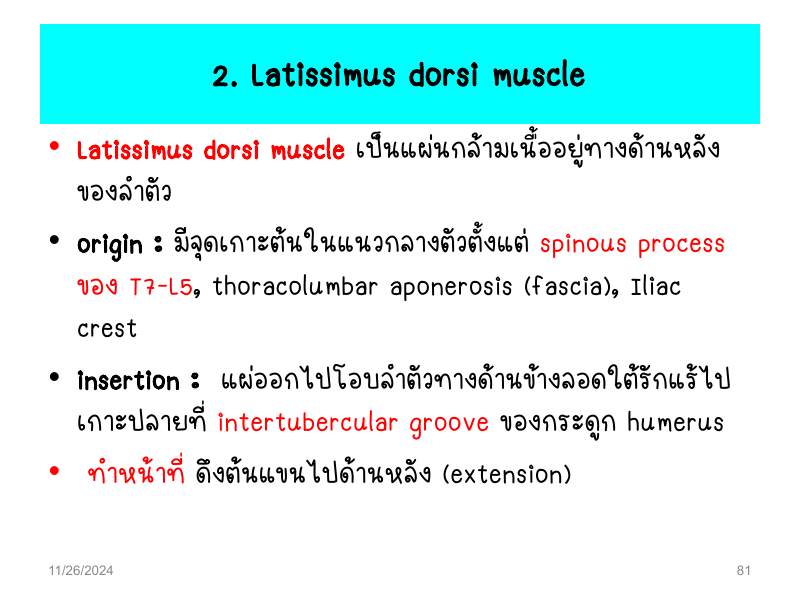 2. Latissimus dorsi muscle
• Latissimus dorsi muscle เป็นแผ่นกล้ามเนื้ออยู่ทางด้านหลัง
ของลำตัว
• origin : มีจุดเกาะต้นในแนวกลางตัวตั้งแต่ spinous process
ของ T7-L5, thoracolumbar aponerosis (fascia), Iliac
crest
• insertion : แผ่ออกไปโอบลำตัวทางด้านข้างลอดใต้รักแร้ไป
เกาะปลายที่ intertubercular groove ของกระดูก humerus
• ทำหน้าที่ ดึงต้นแขนไปด้านหลัง (extension)
11/26/2024
81